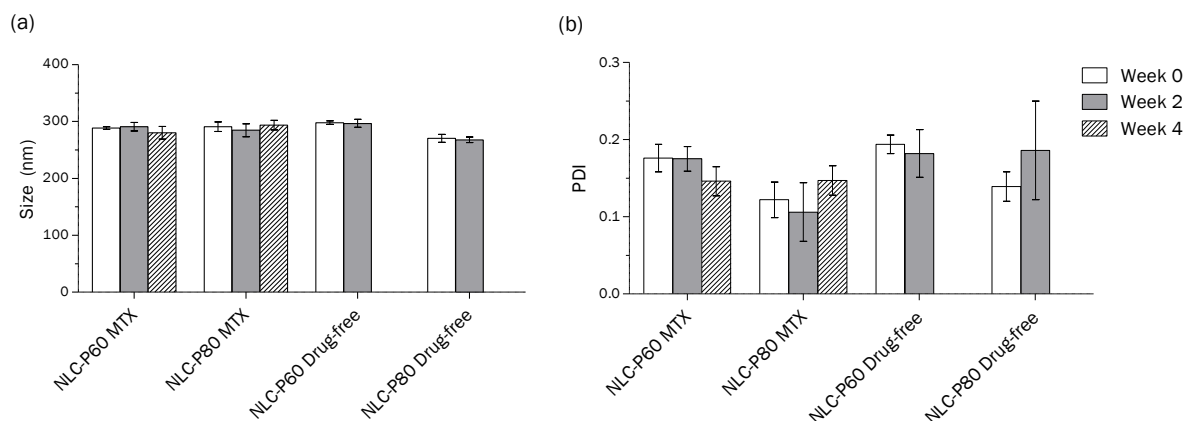 (a)
400
300
200
100
0
Size (nm)
NLC-P60 MTX
NLC-P80 MTX
NLC-P60 Drug-free
NLC-P80 Drug-free
(b)
0.3
0.2
0.1
0.0
PDI
NLC-P60 MTX
NLC-P80 MTX
NLC-P60 Drug-free
NLC-P80 Drug-free
Week 0
Week 2
Week 4